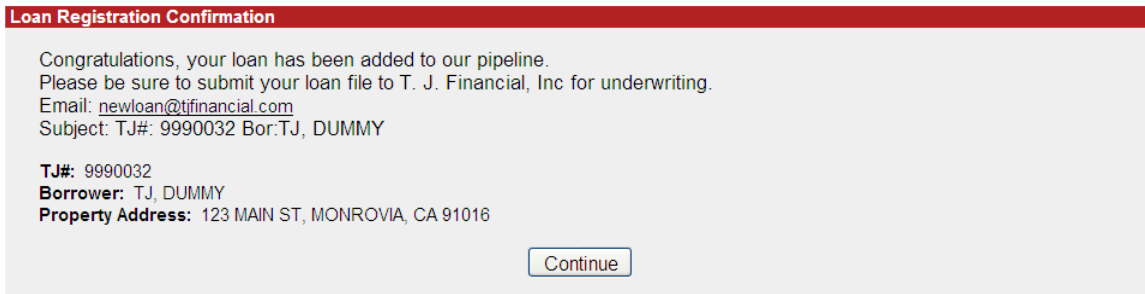 Loan Registration Confirmation
Congratulations, your loan has been added to our pipeline.
Please be sure to submit your loan file to T. J. Financial, Inc for underwriting.
Email: newloan@tjfinancial.com
Subject: TJ#: 9990032 Bor:TJ, DUMMY
TJ#: 9990032
Borrower: TJ, DUMMY
Property Address: 123 MAIN ST, MONROVIA, CA 91016
Continue